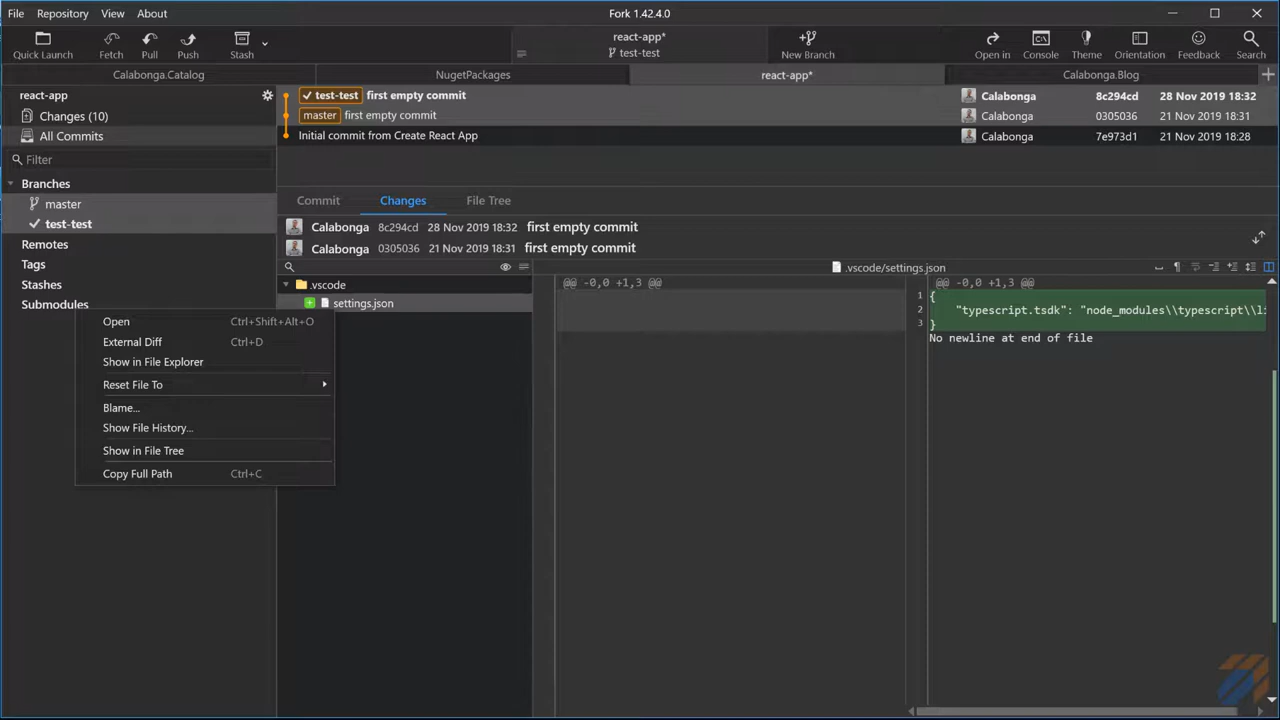 File Repository View About
Fork 1.42.4.0
Quick Launch Fetch Pull Push Stash
react-app*
test-test
New Branch
Open in Console Theme Orientation Feedback Search
Calabonga.Catalog NugetPackages react-app* Calabonga.Blog
react-app
Changes (10)
All Commits
Filter
Branches
master
test-test
Remotes
Tags
Stashes
Submodules
test-test first empty commit Calabonga 8c294cd 28 Nov 2019 18:32
master first empty commit Calabonga 0305036 21 Nov 2019 18:31
Initial commit from Create React App Calabonga 7e973d1 21 Nov 2019 18:28
Commit Changes File Tree
Calabonga 8c294cd 28 Nov 2019 18:32 first empty commit
Calabonga 0305036 21 Nov 2019 18:31 first empty commit
.vscode/settings.json
.vscode
settings.json
@@ -0,0 +1,3 @@ @@ -0,0 +1,3 @@
1 {
2 "typescript.tsdk": "node_modules\\typescript\\li
3 }
No newline at end of file
Open Ctrl+Shift+Alt+O
External Diff Ctrl+D
Show in File Explorer
Reset File To
Blame...
Show File History...
Show in File Tree
Copy Full Path Ctrl+C